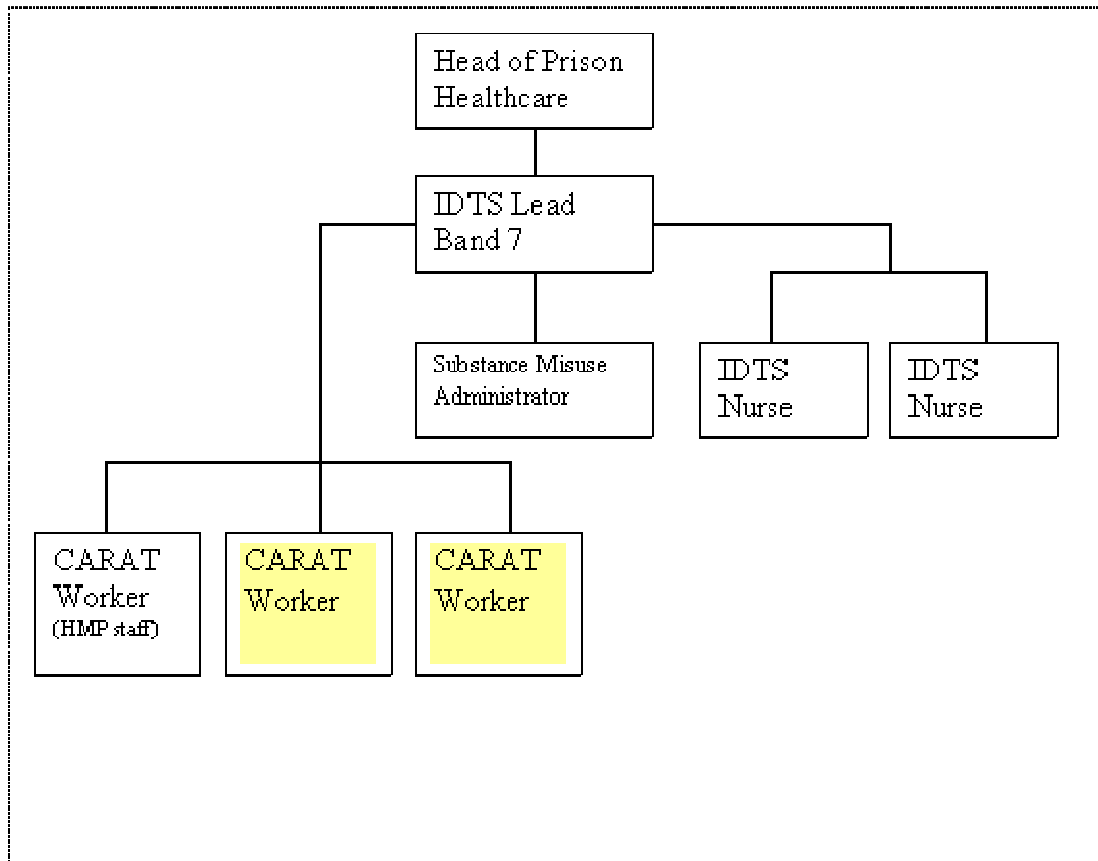 Head of Prison
Healthcare
IDTS Lead
Band 7
Substance Misuse
Administrator
IDTS
Nurse
IDTS
Nurse
CARAT
Worker
(HMP staff)
CARAT
Worker
CARAT
Worker